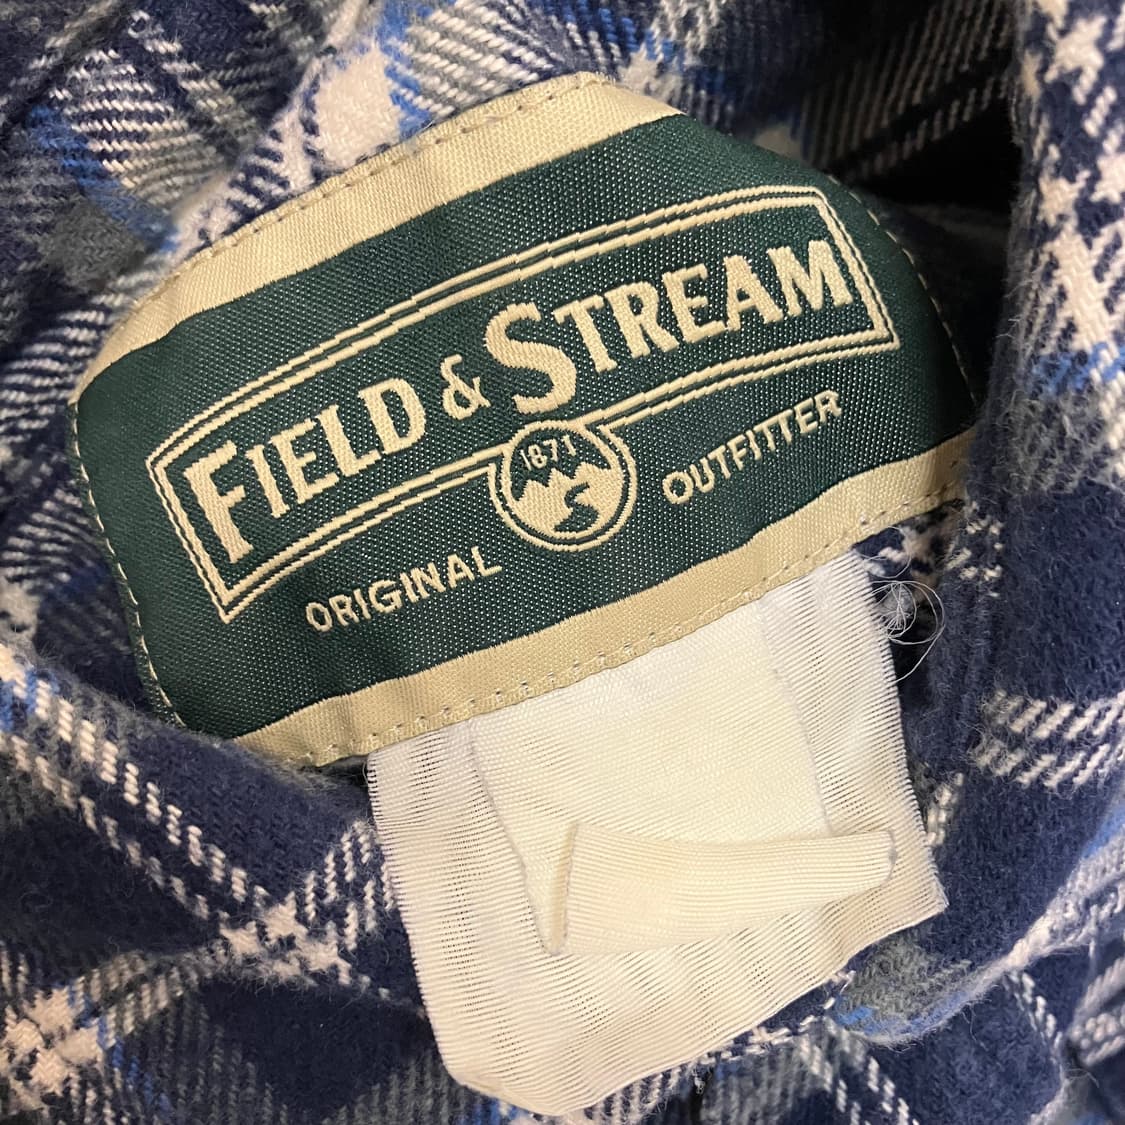 FIELD & STREAM
1871
ORIGINAL OUTFITTER